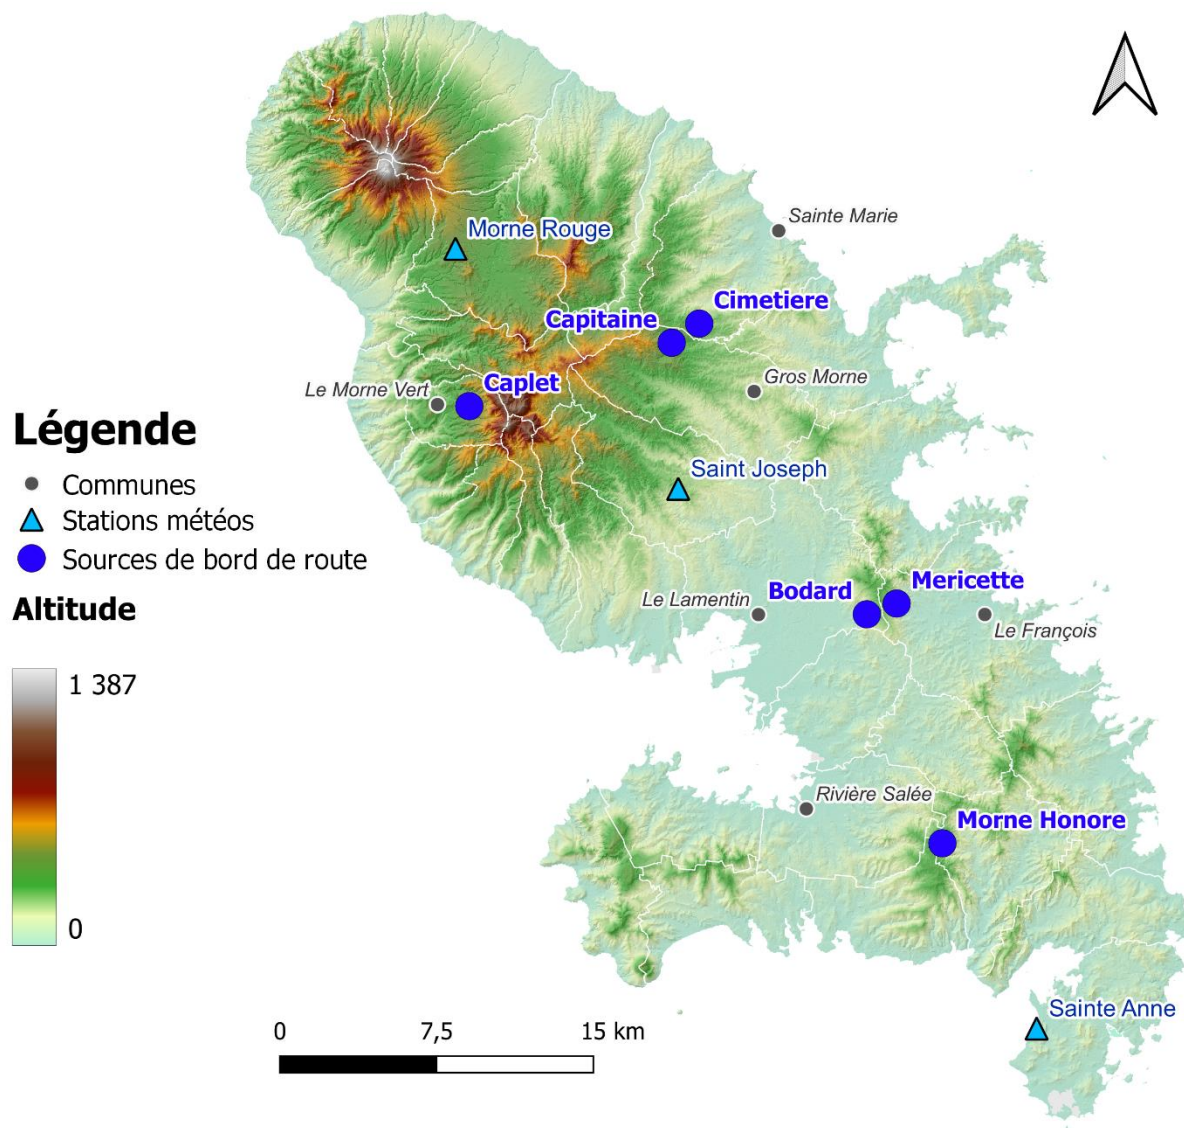 Sainte Marie
Morne Rouge
Cimetiere
Capitaine
Gros Morne
Caplet
Le Morne Vert
Légende
Communes
Stations météos
Sources de bord de route
Altitude
1 387
0
Saint Joseph
Mericette
Bodard
Le Lamentin
Le François
Rivière Salée
Morne Honore
Sainte Anne
0 7,5 15 km